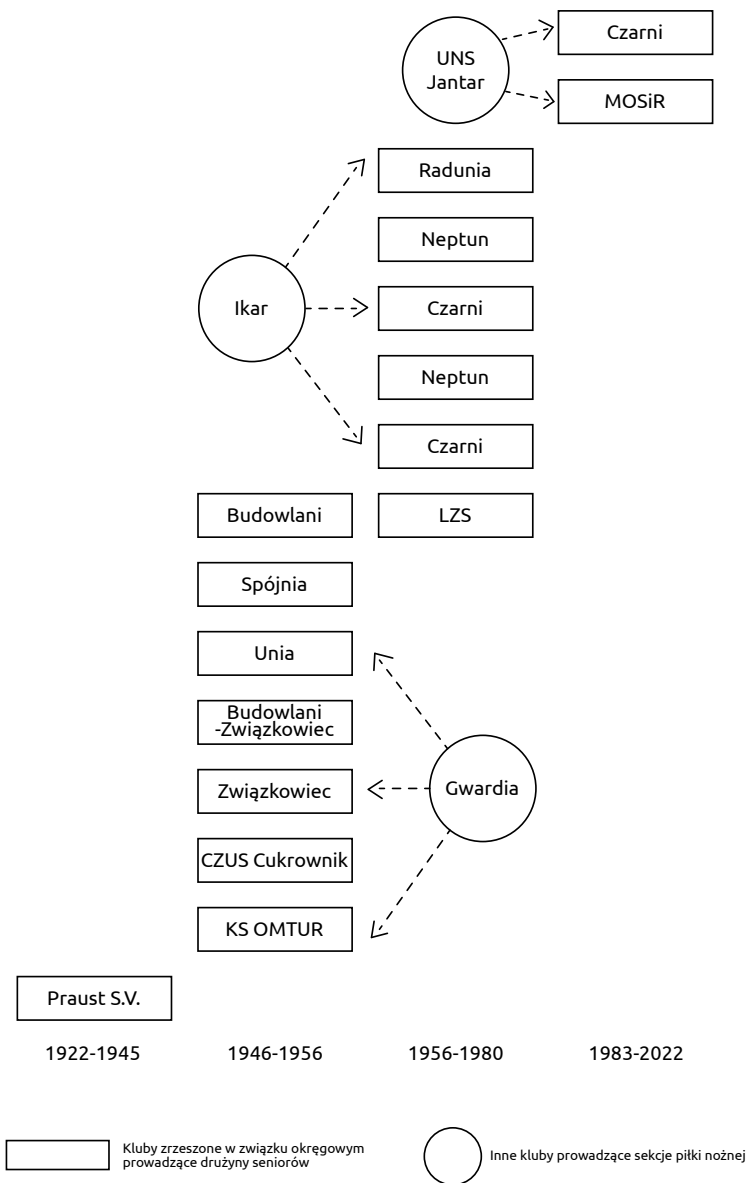 UNS
Jantar
Czarni
MOSiR
Radunia
Neptun
Ikar
Czarni
Neptun
Czarni
Budowlani
LZS
Spójnia
Unia
Budowlani
-Związkowiec
Związkowiec
Gwardia
CZUS Cukrownik
KS OMTUR
Praust S.V.
1922-1945
1946-1956
1956-1980
1983-2022
Kluby zrzeszone w związku okręgowym
prowadzące drużyny seniorów
Inne kluby prowadzące sekcje piłki nożnej